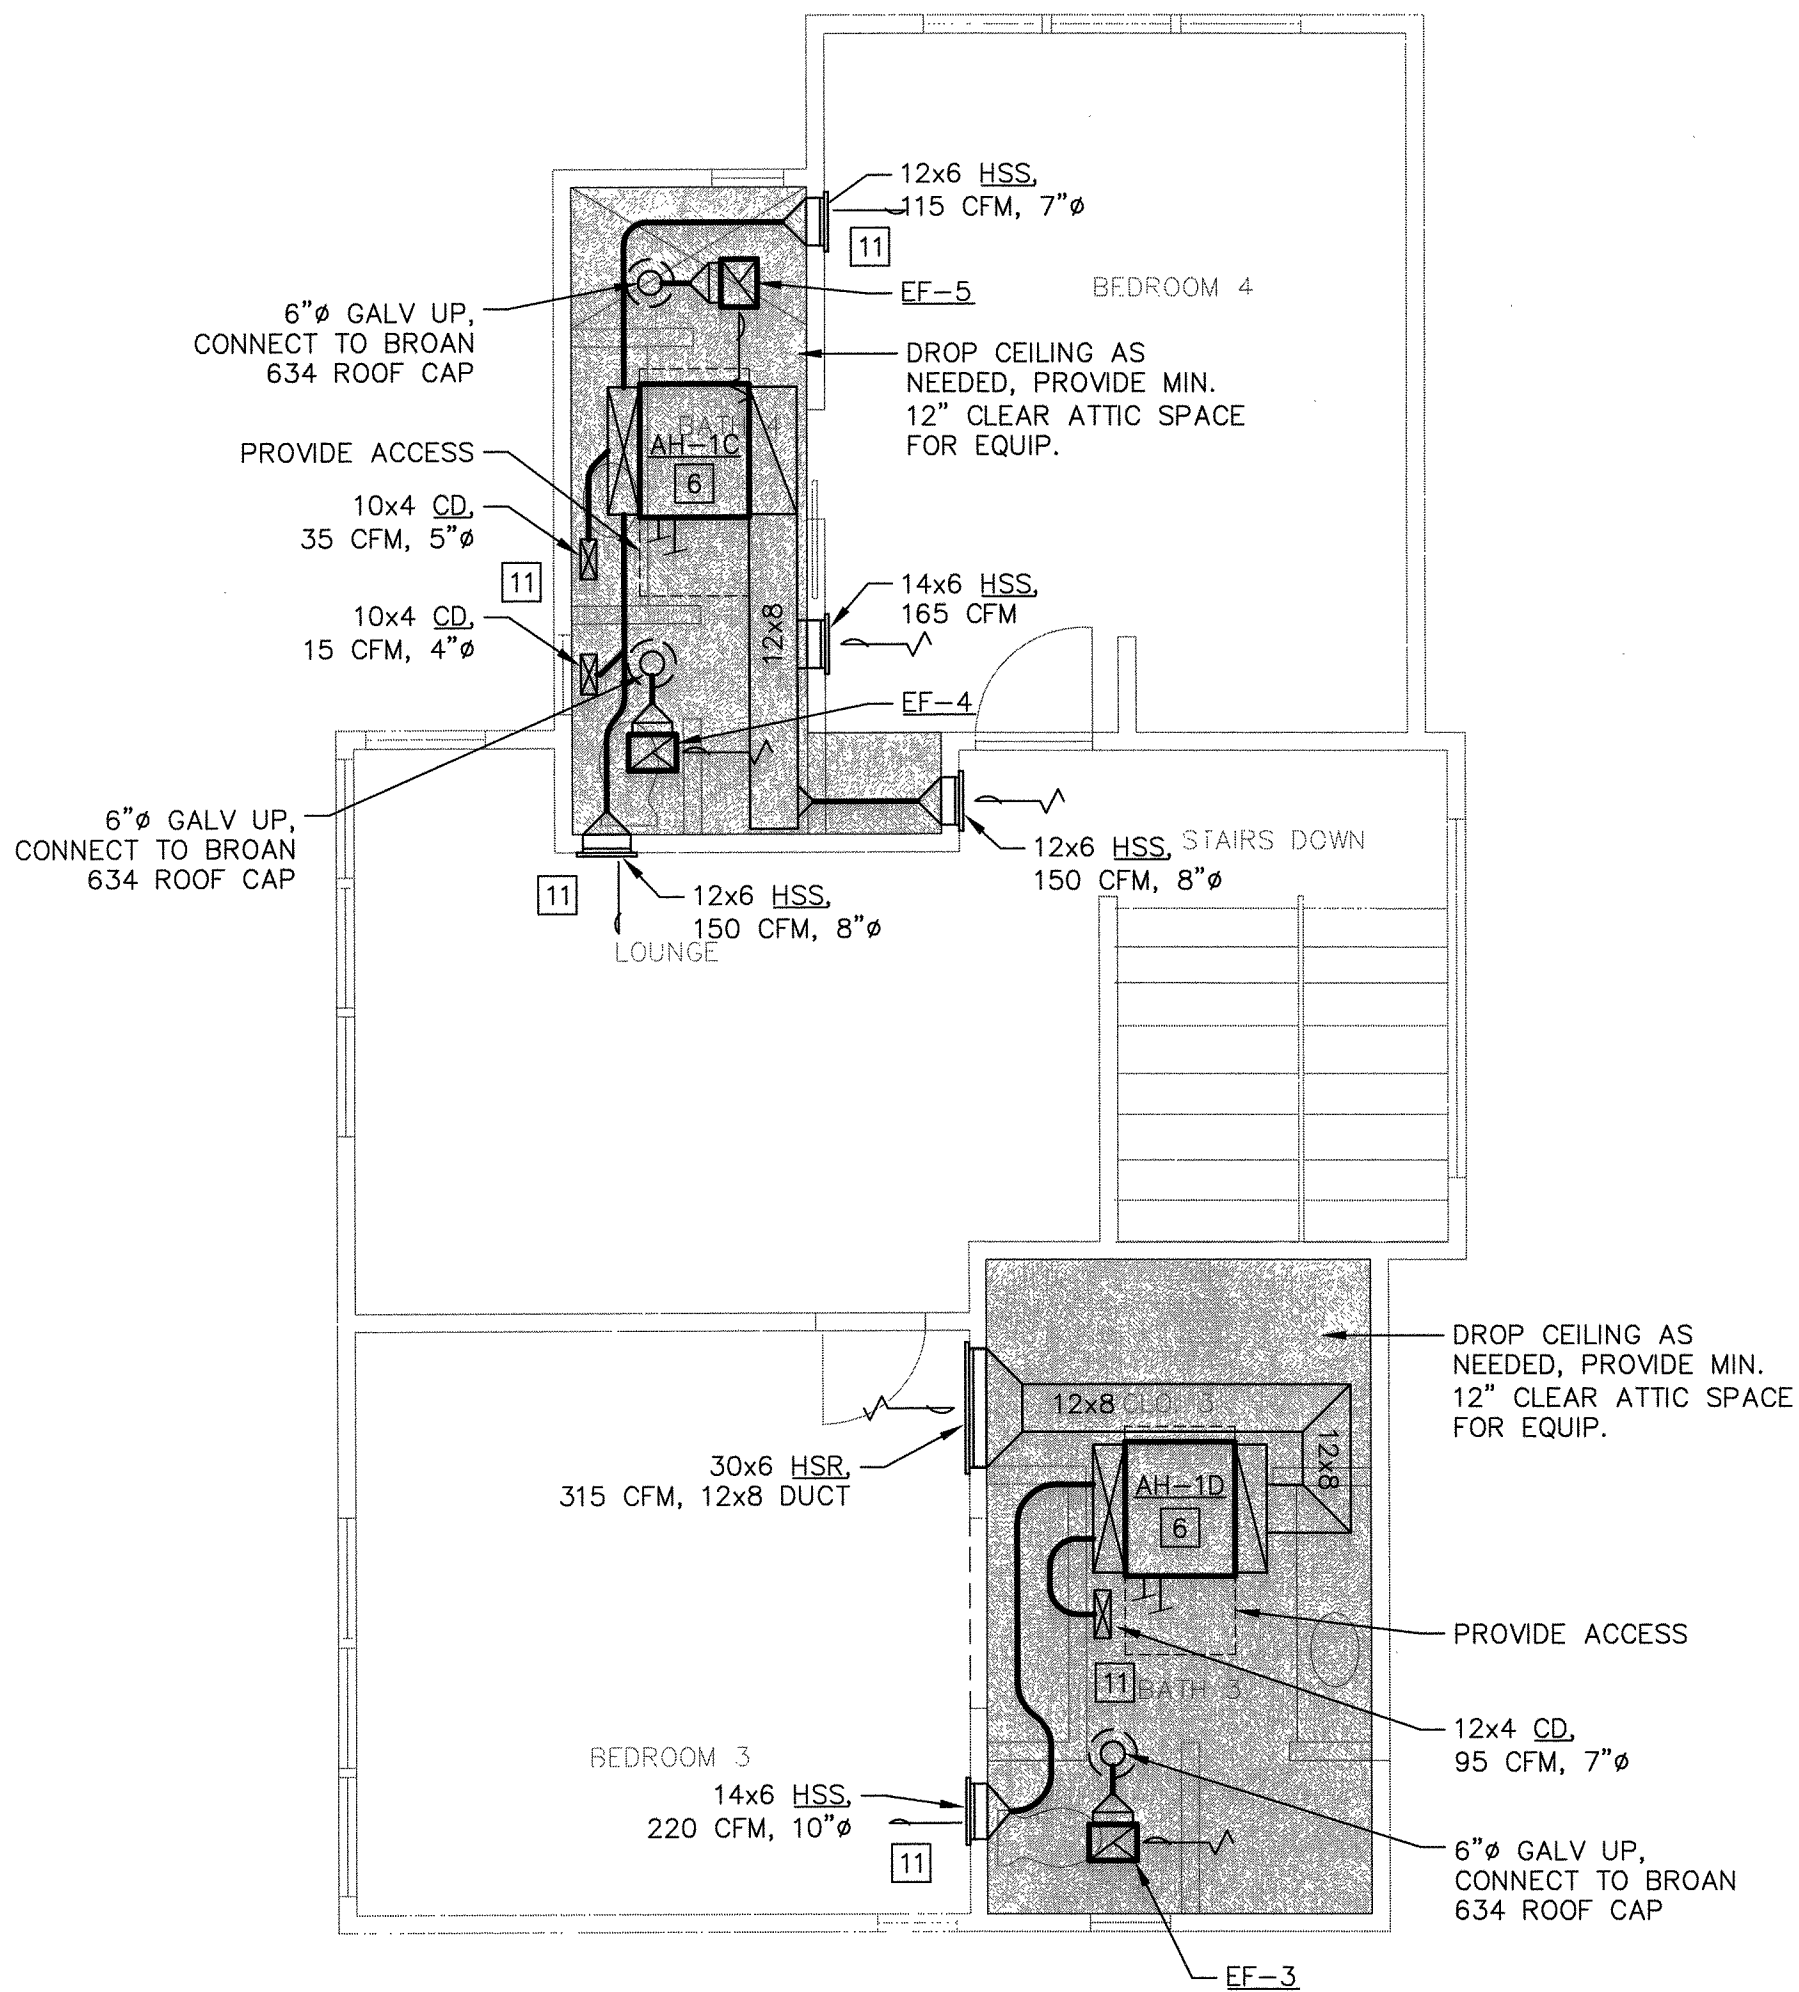 12x6 HSS,
115 CFM, 7"ø
11
BEDROOM 4
EF-5
6"ø GALV UP,
CONNECT TO BROAN
634 ROOF CAP
DROP CEILING AS
NEEDED, PROVIDE MIN.
12" CLEAR ATTIC SPACE
FOR EQUIP.
BATH 4
AH-1C
6
PROVIDE ACCESS
10x4 CD,
35 CFM, 5"ø
11
14x6 HSS,
165 CFM
10x4 CD,
15 CFM, 4"ø
12x8
EF-4
6"ø GALV UP,
CONNECT TO BROAN
634 ROOF CAP
STAIRS DOWN
12x6 HSS,
150 CFM, 8"ø
11
12x6 HSS,
150 CFM, 8"ø
LOUNGE
DROP CEILING AS
NEEDED, PROVIDE MIN.
12" CLEAR ATTIC SPACE
FOR EQUIP.
12x8
CLO. 3
12x8
30x6 HSR,
315 CFM, 12x8 DUCT
AH-1D
6
PROVIDE ACCESS
11
BATH 3
12x4 CD,
95 CFM, 7"ø
BEDROOM 3
14x6 HSS,
220 CFM, 10"ø
11
6"ø GALV UP,
CONNECT TO BROAN
634 ROOF CAP
EF-3